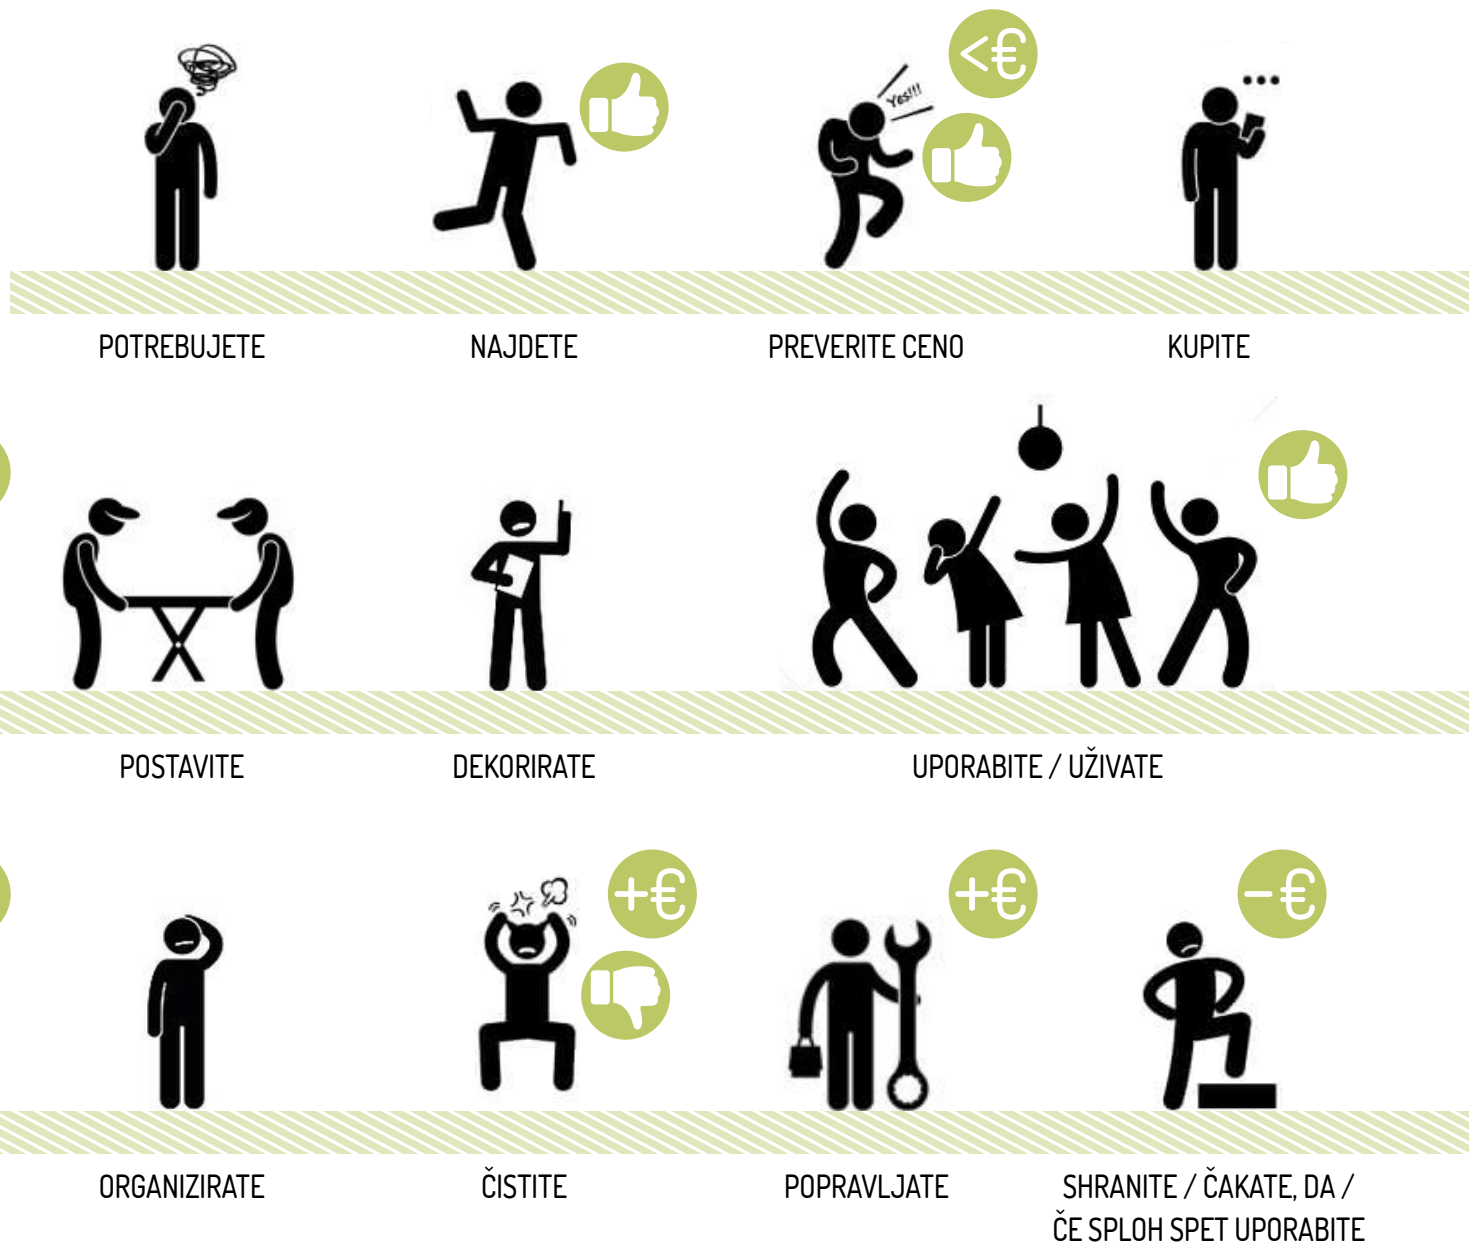 <€
Yes!!!
POTREBUJETE
NAJDETE
PREVERITE CENO
KUPITE
POSTAVITE
DEKORIRATE
UPORABITE / UŽIVATE
+€
+€
-€
ORGANIZIRATE
ČISTITE
POPRAVLJATE
SHRANITE / ČAKATE, DA /
ČE SPLOH SPET UPORABITE